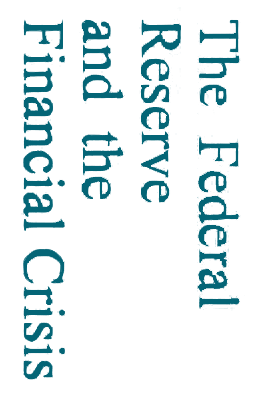 The Federal
Reserve
and the
Financial Crisis